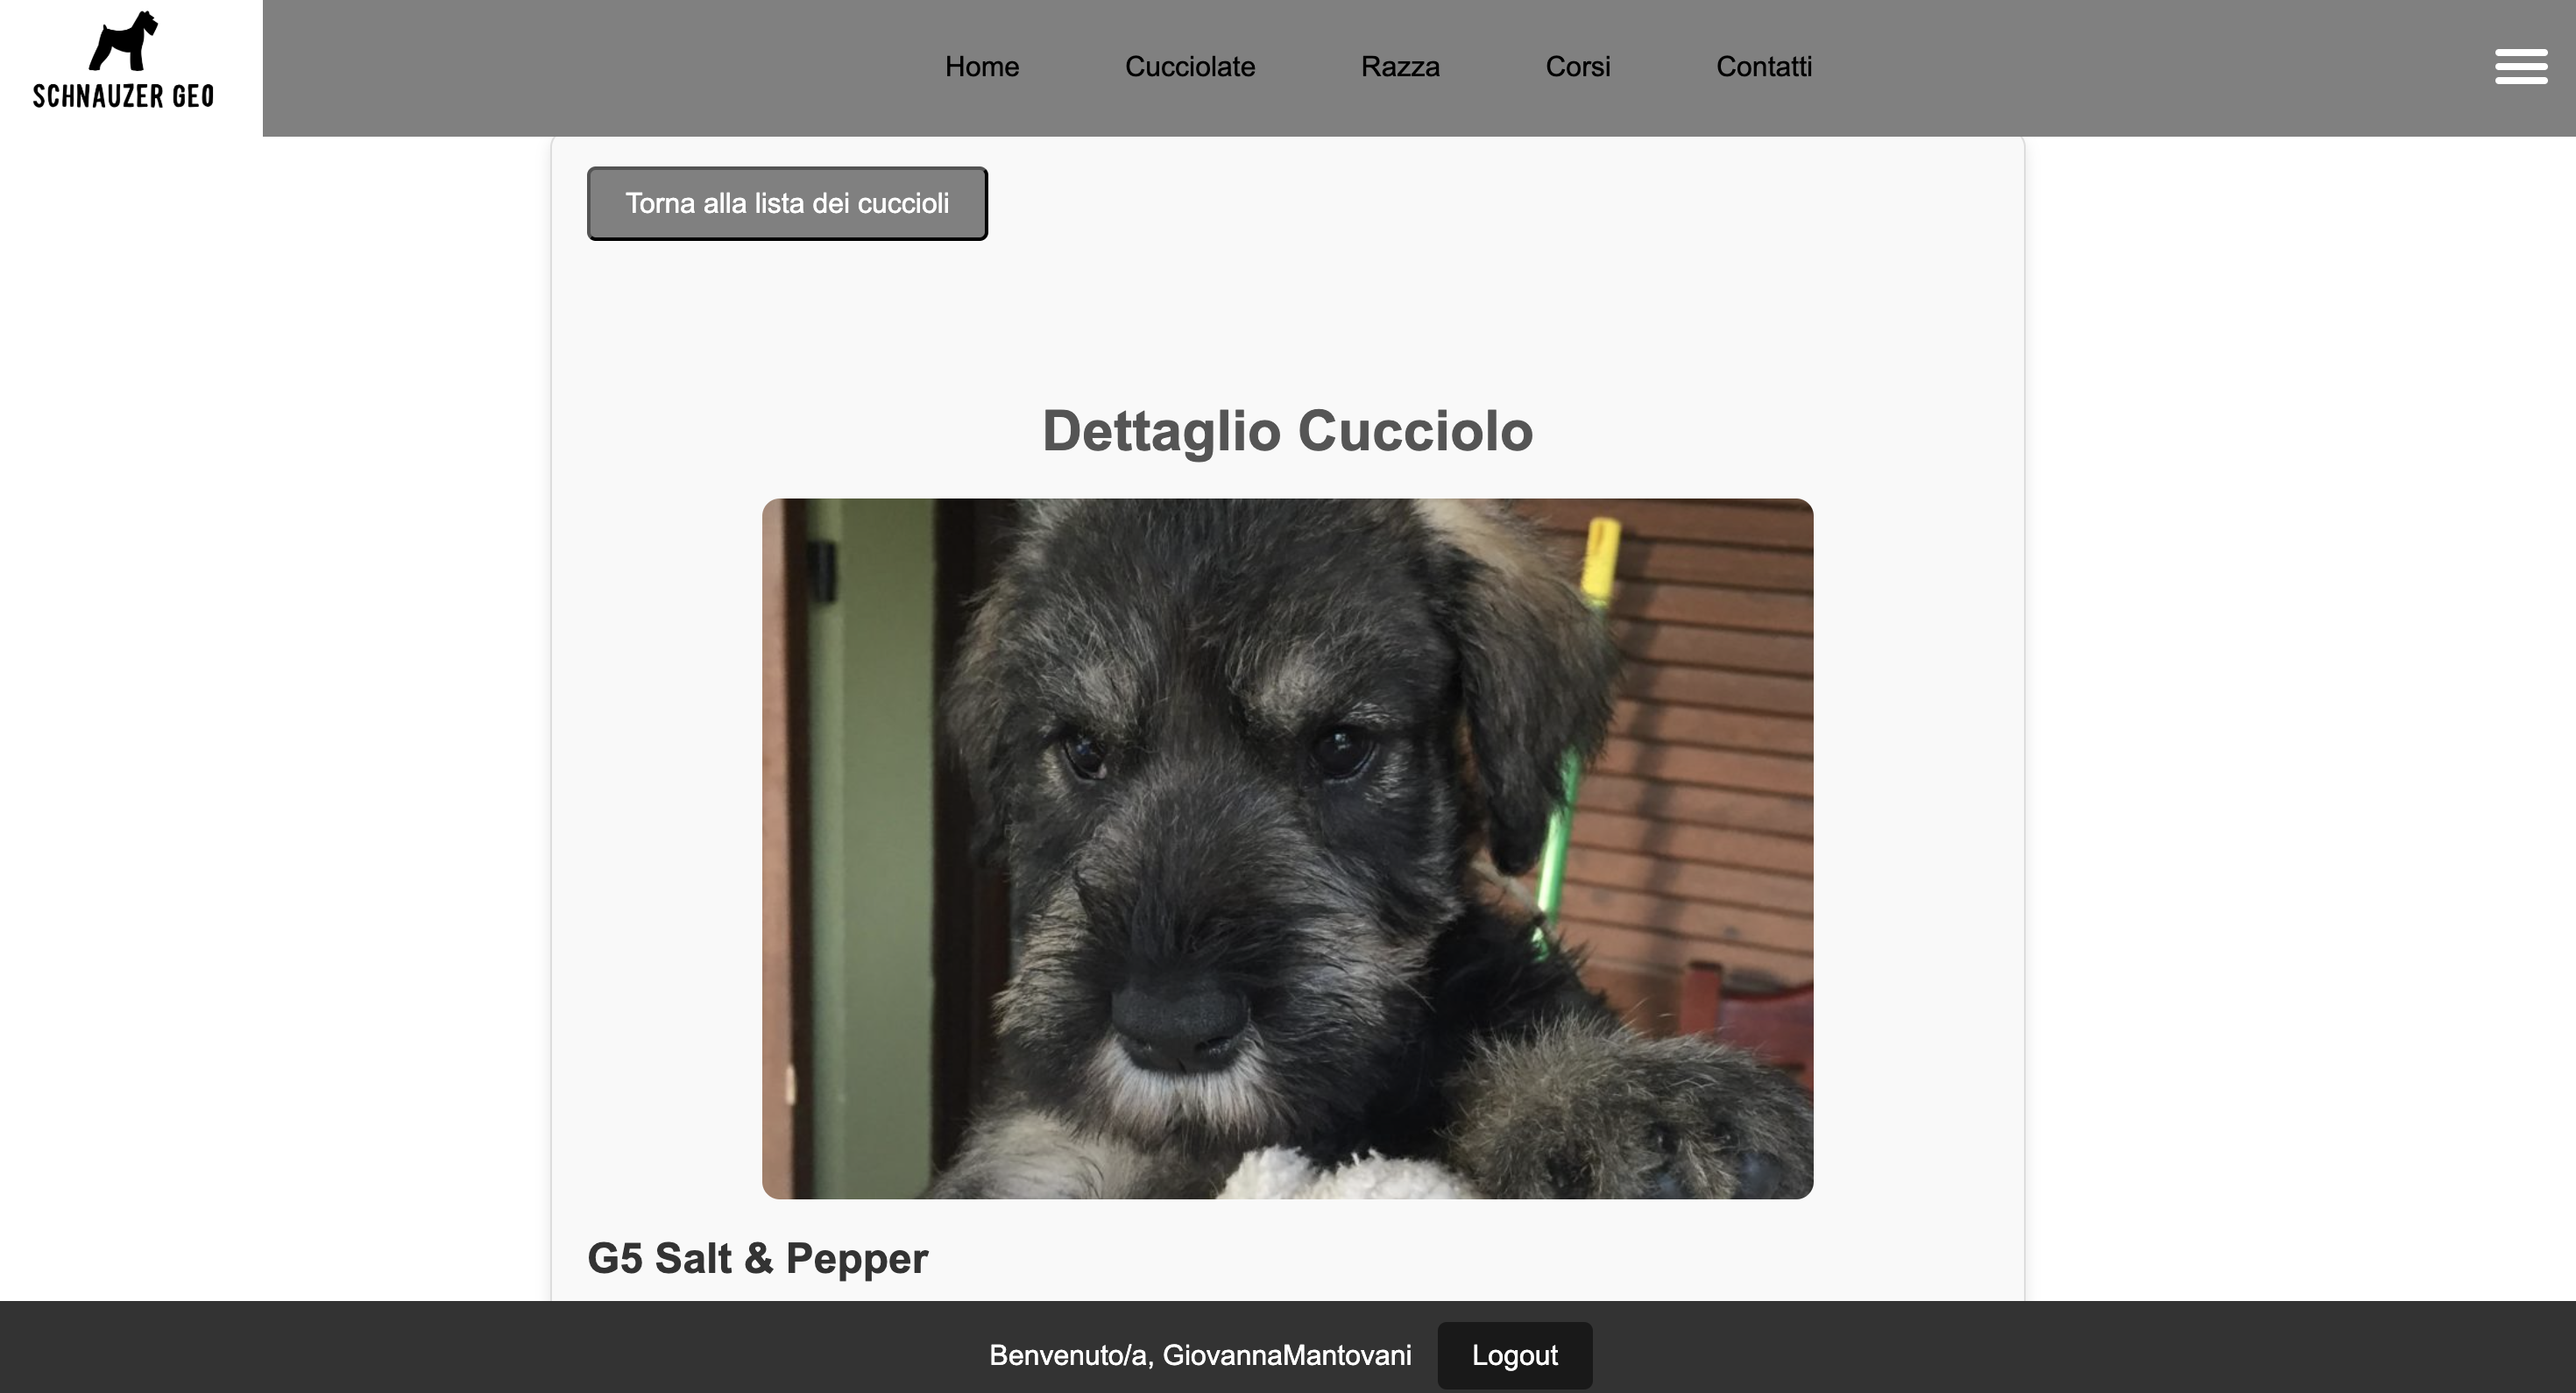 SCHNAUZER GEO
Home Cucciolate Razza Corsi Contatti
Torna alla lista dei cuccioli
Dettaglio Cucciolo
G5 Salt & Pepper
Benvenuto/a, GiovannaMantovani Logout